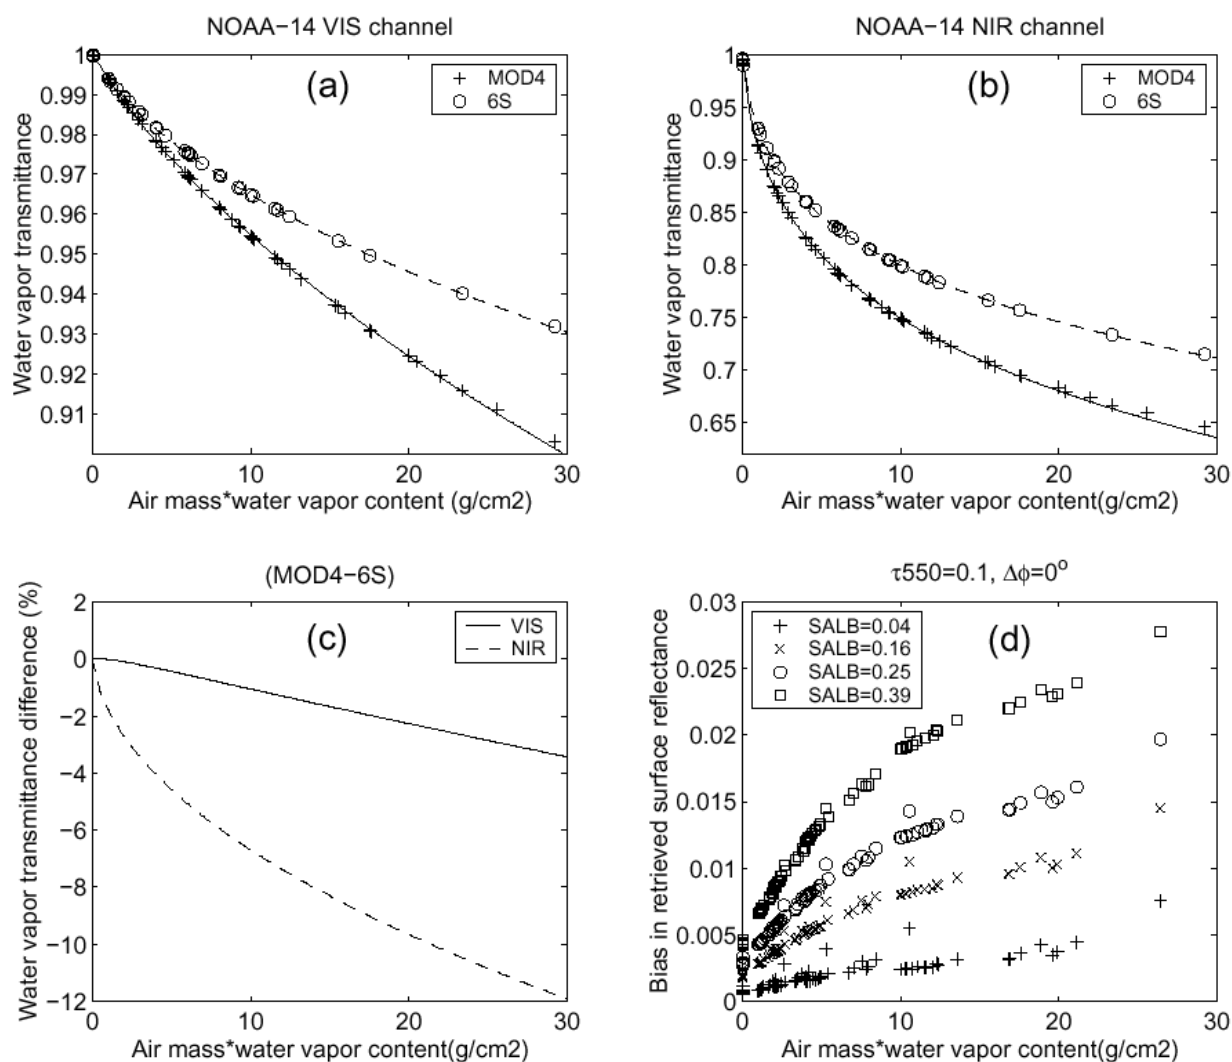 NOAA−14 VIS channel
(a)
MOD4
6S
Water vapor transmittance
1
0.99
0.98
0.97
0.96
0.95
0.94
0.93
0.92
0.91
0
10
20
30
Air mass*water vapor content (g/cm2)
NOAA−14 NIR channel
(b)
MOD4
6S
Water vapor transmittance
1
0.95
0.9
0.85
0.8
0.75
0.7
0.65
0
10
20
30
Air mass*water vapor content(g/cm2)
(MOD4−6S)
(c)
VIS
NIR
Water vapor transmittance difference (%)
2
0
−2
−4
−6
−8
−10
−12
0
10
20
30
Air mass*water vapor content(g/cm2)
τ550=0.1, Δϕ=0°
(d)
SALB=0.04
SALB=0.16
SALB=0.25
SALB=0.39
Bias in retrieved surface reflectance
0.03
0.025
0.02
0.015
0.01
0.005
0
0
10
20
30
Air mass*water vapor content(g/cm2)